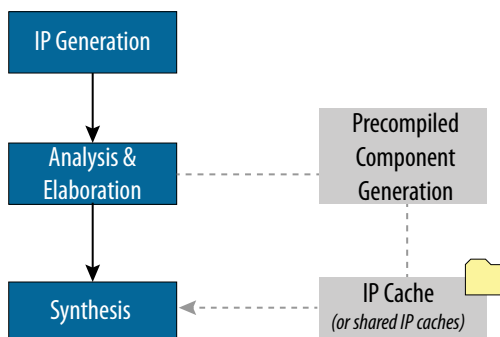 IP Generation
Analysis &
Elaboration
Precompiled
Component
Generation
Synthesis
IP Cache
(or shared IP caches)